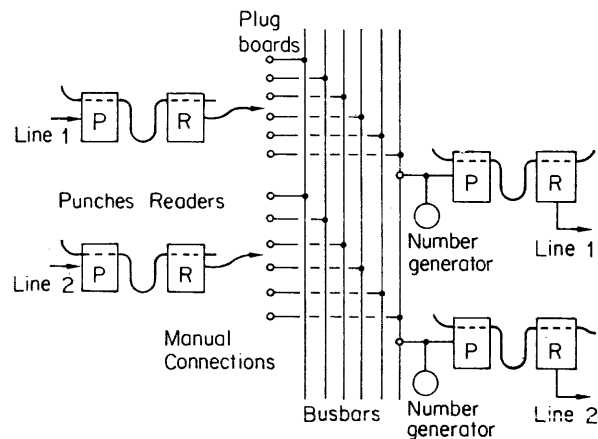 Plug
boards
P
R
Line 1
Punches Readers
P
R
Line 2
Manual
Connections
Busbars
P
R
Number
generator
Line 1
P
R
Number
generator
Line 2